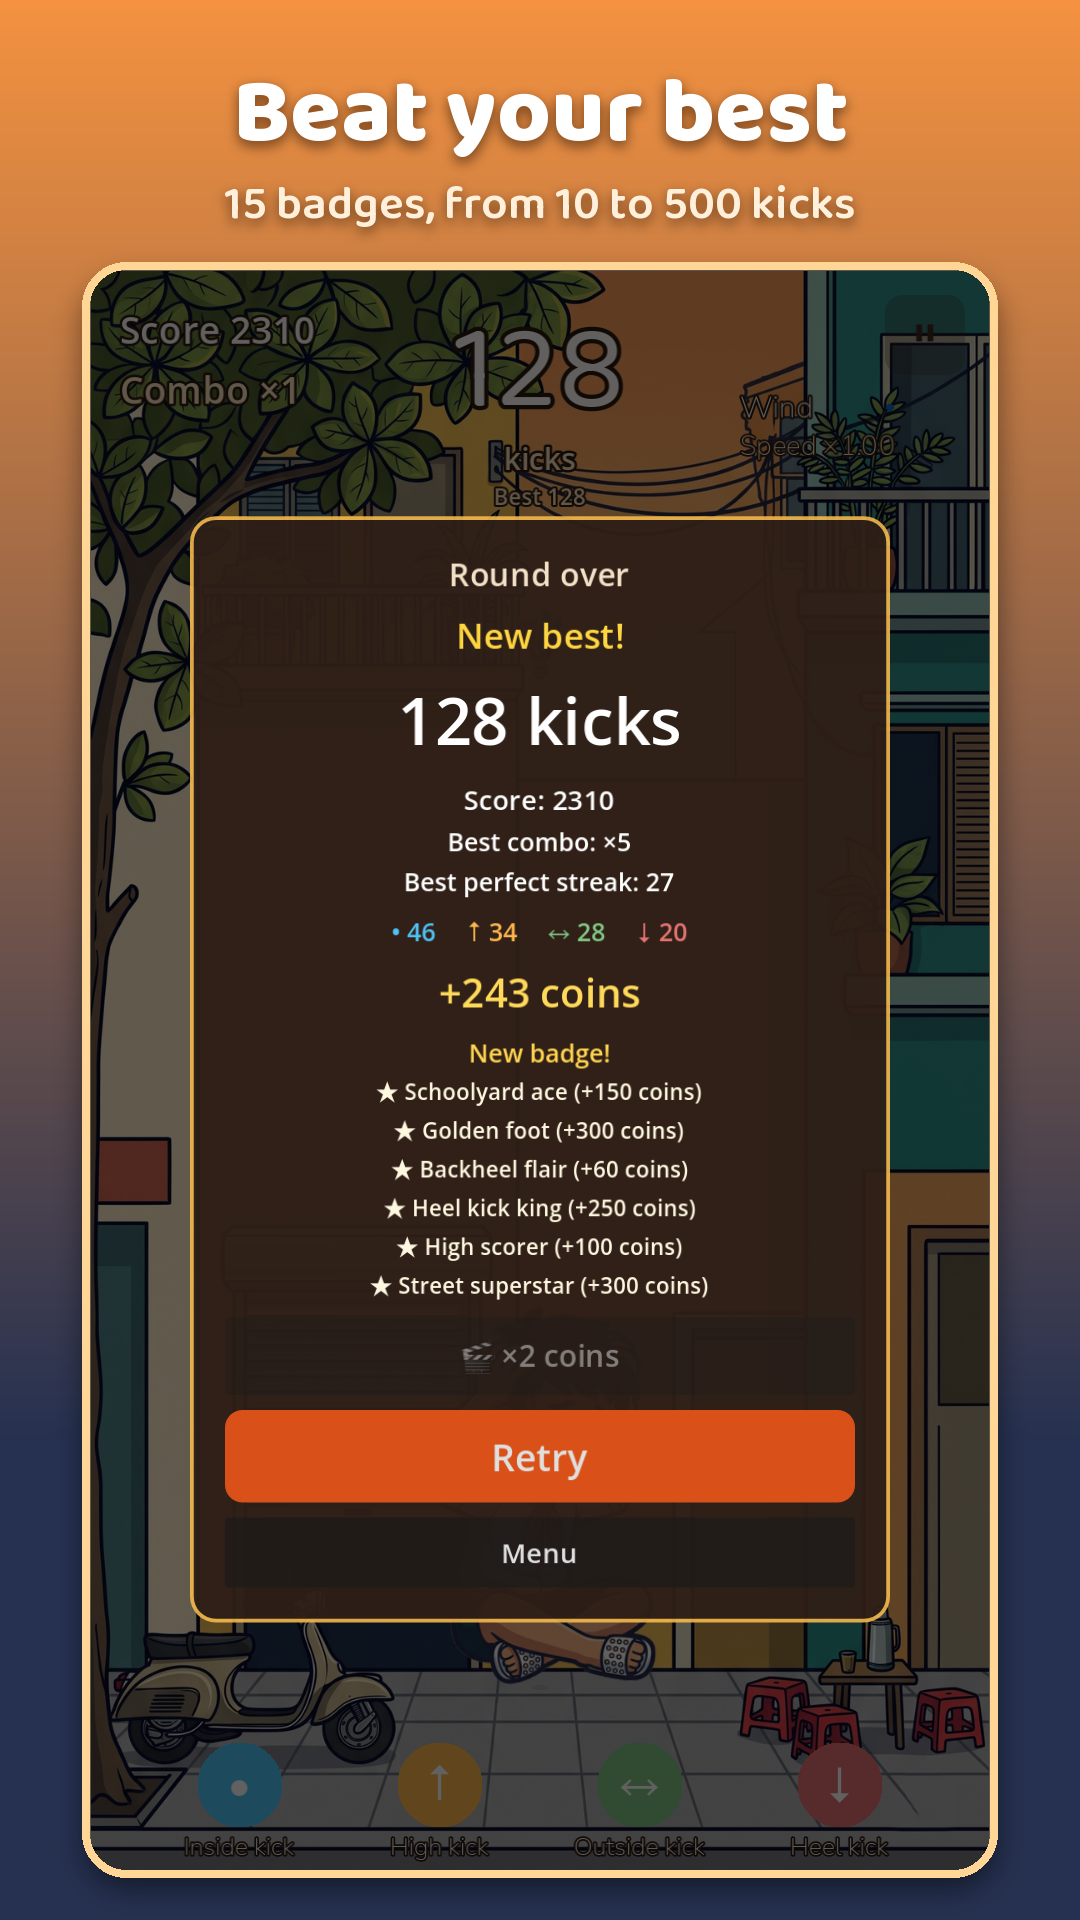 Beat your best
15 badges, from 10 to 500 kicks
Score 2310
Combo ×1
128
kicks
Best 128
Wind
Speed ×1.00
Round over
New best!
128 kicks
Score: 2310
Best combo: ×5
Best perfect streak: 27
• 46 ↑ 34 ↔ 28 ↓ 20
+243 coins
New badge!
★ Schoolyard ace (+150 coins)
★ Golden foot (+300 coins)
★ Backheel flair (+60 coins)
★ Heel kick king (+250 coins)
★ High scorer (+100 coins)
★ Street superstar (+300 coins)
🎬 ×2 coins
Retry
Menu
Inside kick
High kick
Outside kick
Heel kick